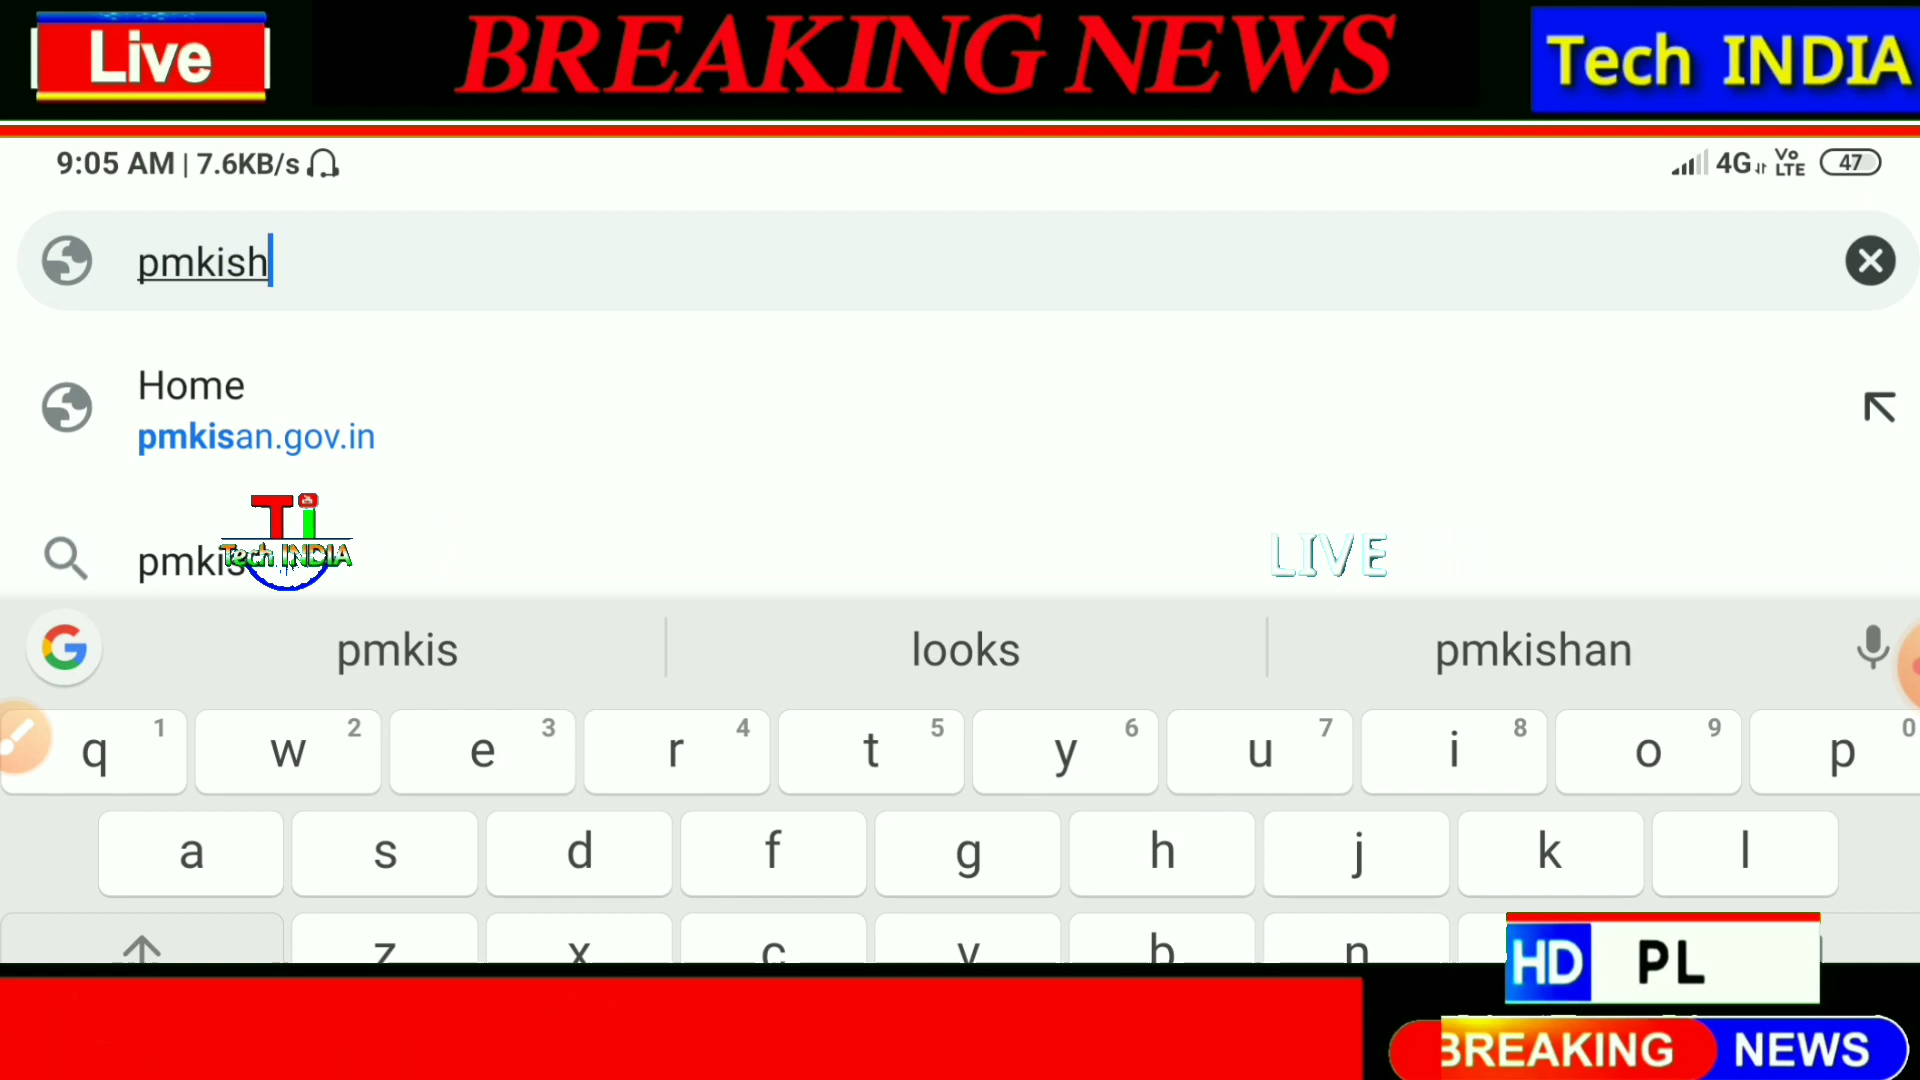 Live
BREAKING NEWS
Tech INDIA
9:05 AM | 7.6KB/s
4G Vo LTE 47
pmkish
Home
pmkisan.gov.in
Ti
pmkis
Tech INDIA
LIVE
G
pmkis looks pmkishan
q 1 w 2 e 3 r 4 t 5 y 6 u 7 i 8 o 9 p 0
a s d f g h j k l
z x c v b n
HD PL
BREAKING NEWS